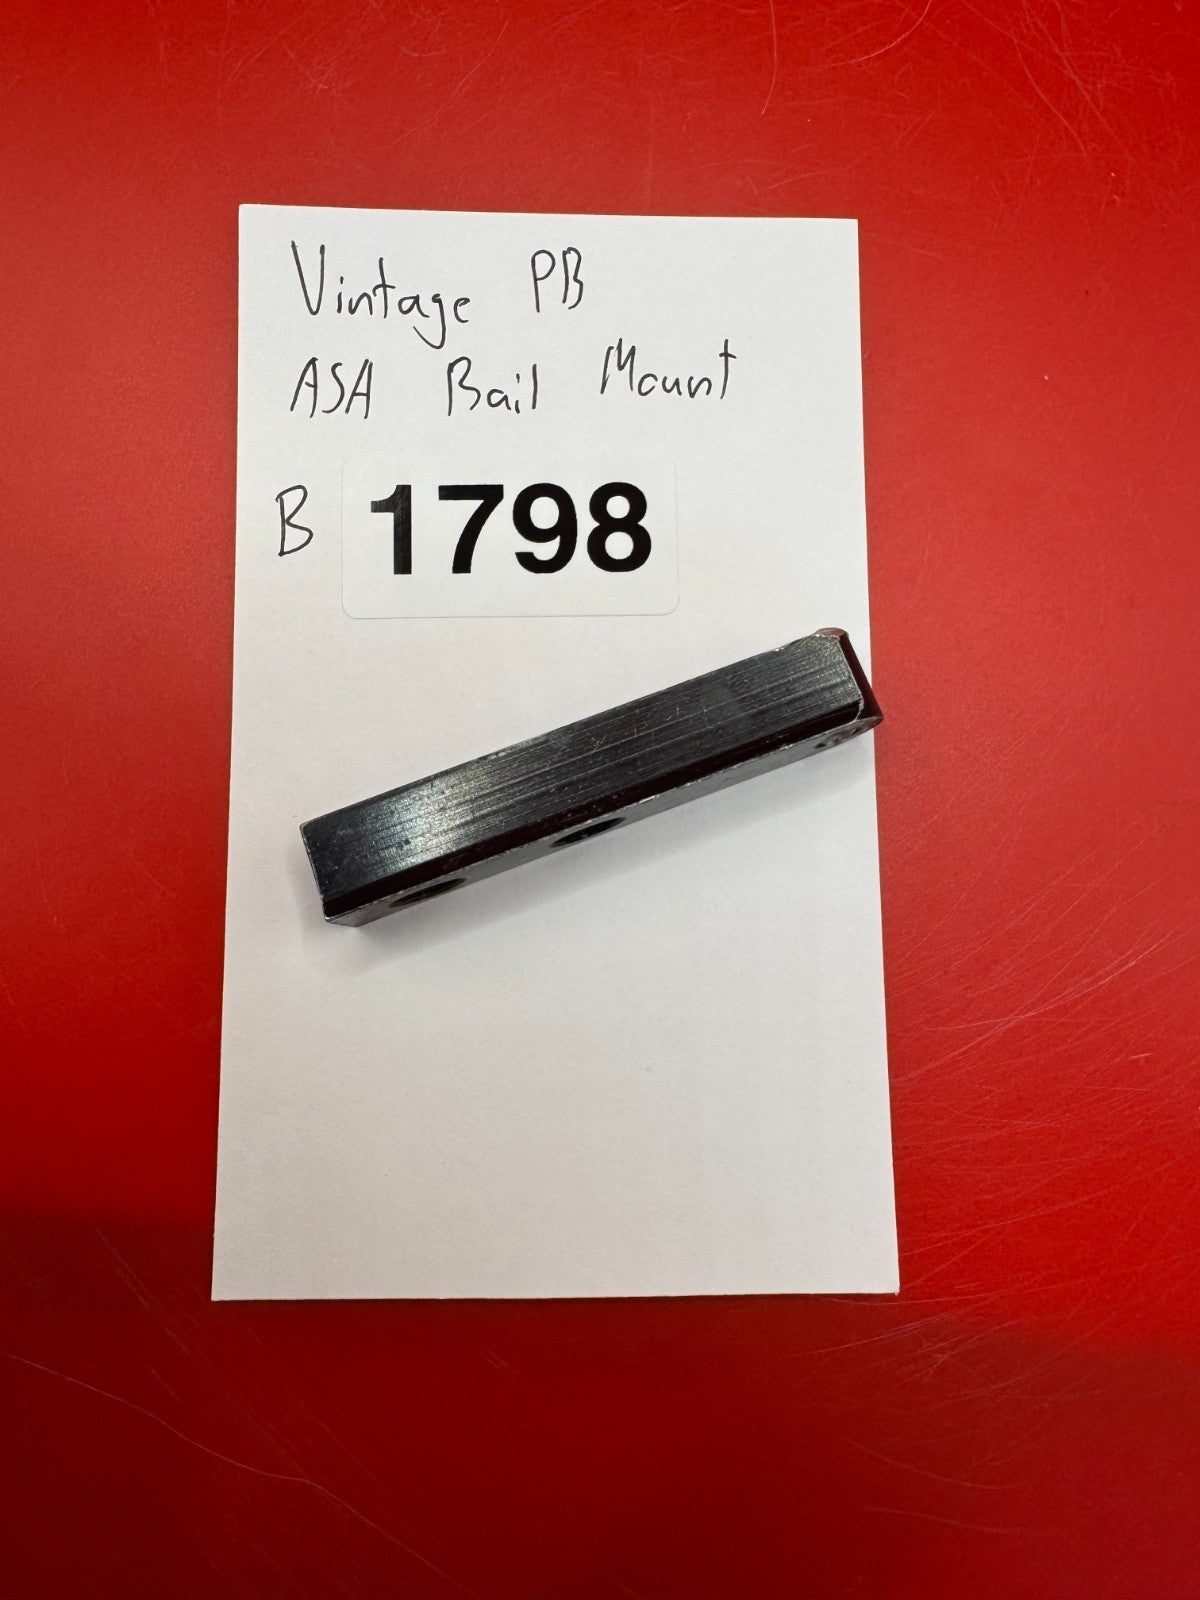 Vintage PB
ASA Bail Mount
B 1798